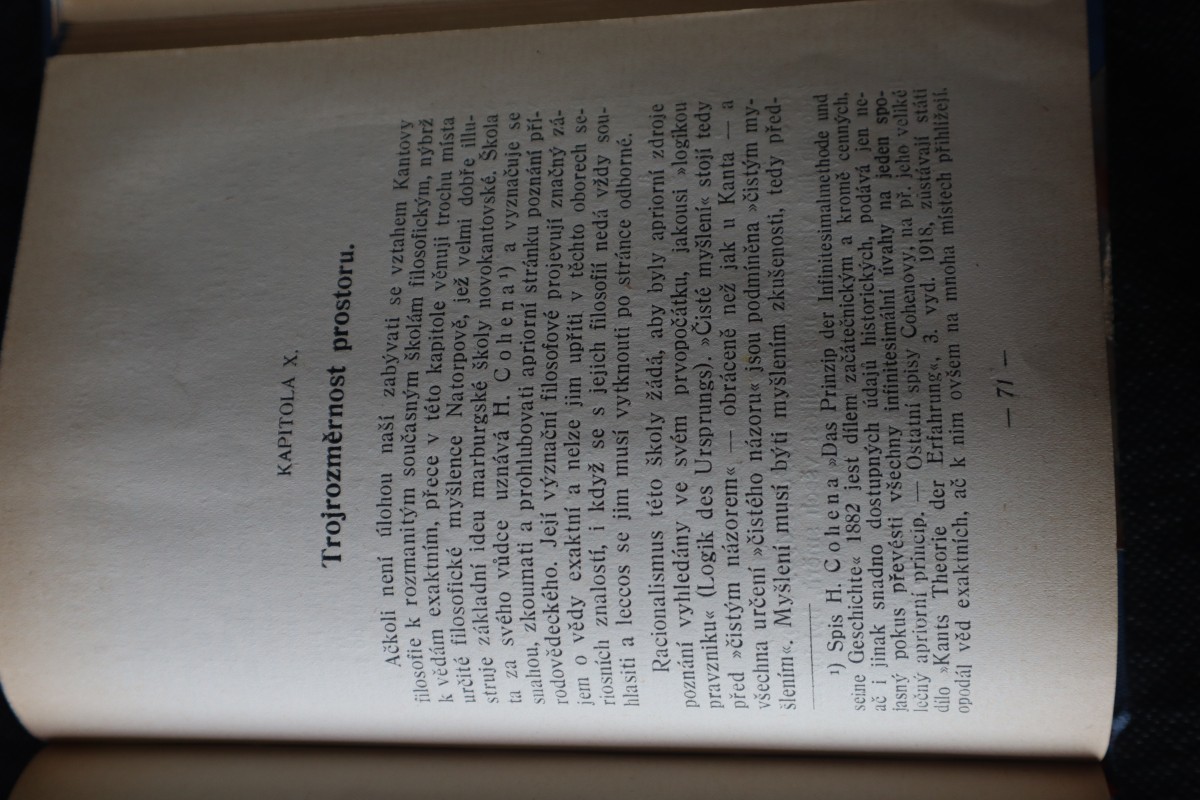 KAPITOLA X.
Trojrozměrnost prostoru.
Ačkoli není úlohou naší zabývati se vztahem Kantovy
filosofie k rozmanitým současným školám filosofickým, nýbrž
k vědám exaktním, přece v této kapitole věnuji trochu místa
určité filosofické myšlence Natorpově, jež velmi dobře illu-
struje základní ideu marburgské školy novokantovské. Škola
ta za svého vůdce uznává H. Cohena¹) a vyznačuje se
snahou, zkoumati a prohlubovati apriorní stránku poznání pří-
rodovědeckého. Její význační filosofové projevují značný zá-
jem o vědy exaktní a nelze jim upříti v těchto oborech se-
riosních znalostí, i když se s jejich filosofií nedá vždy sou-
hlasiti a leccos se jim musí vytknouti po stránce odborné.
Racionalismus této školy žádá, aby byly apriorní zdroje
poznání vyhledány ve svém prvopočátku, jakousi »logikou
pravzniku« (Logik des Ursprungs). »Čisté myšlení« stojí tedy
před »čistým názorem« — obráceně než jak u Kanta — a
všechna určení »čistého názoru« jsou podmíněna »čistým my-
šlením«. Myšlení musí býti myšlením zkušenosti, tedy před-
¹) Spis H. Cohena »Das Prinzip der Infinitesimalmethode und
seine Geschichte« 1882 jest dílem začátečnickým a kromě cenných,
ač i jinak snadno dostupných údajů historických, podává jen ne-
jasný pokus převésti všechny infinitesimální úvahy na jeden spo-
lečný apriorní princip. — Ostatní spisy Cohenovy, na př. jeho veliké
dílo »Kants Theorie der Erfahrung«, 3. vyd. 1918, zůstávají státi
opodál věd exaktních, ač k nim ovšem na mnoha místech přihlížejí.
— 71 —